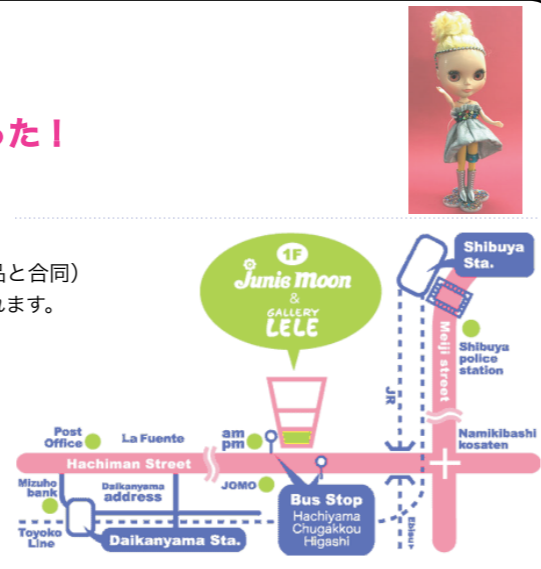 った！
品と合同）
れます。
1F
Junie Moon
&
GALLERY
LELE
Shibuya
Sta.
Meiji street
Shibuya
police
station
JR
Post
Office
La Fuente
am
pm
Namikibashi
kosaten
Hachiman Street
Mizuho
bank
Daikanyama
address
JOMO
Bus Stop
Hachiyama
Chugakkou
Higashi
Toyoko
Line
Daikanyama Sta.
Ebisu